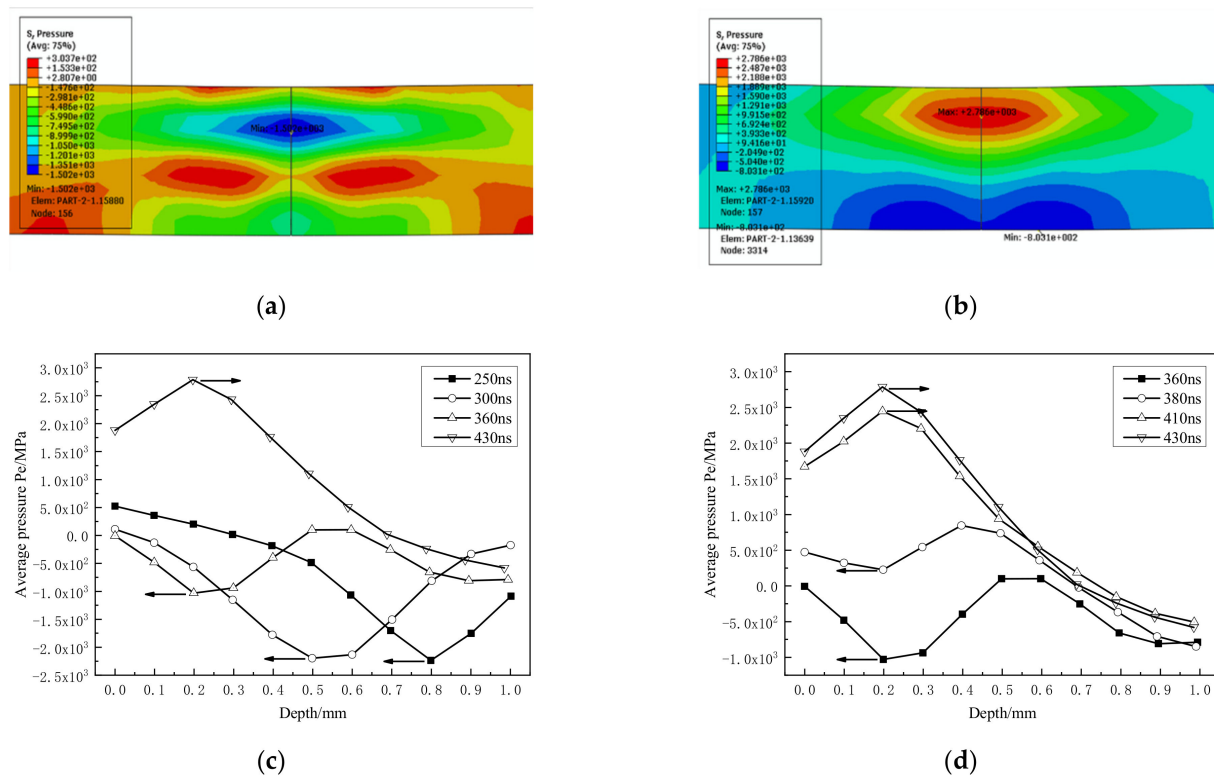 S, Pressure
(Avg: 75%)
+3.037e+02
+1.533e+02
+2.807e+00
-1.476e+02
-2.981e+02
-4.486e+02
-5.990e+02
-7.495e+02
-8.999e+02
-1.050e+03
-1.201e+03
-1.351e+03
-1.502e+03
Min: -1.502e+03
Elem: PART-2-1.15880
Node: 156
(a)
S, Pressure
(Avg: 75%)
+2.786e+03
+2.487e+03
+2.188e+03
+1.889e+03
+1.590e+03
+1.291e+03
+9.915e+02
+6.924e+02
+3.933e+02
+9.416e+01
-2.049e+02
-5.040e+02
-8.031e+02
Max: +2.786e+03
Elem: PART-2-1.15920
Node: 157
Min: -8.031e+02
Elem: PART-2-1.13639
Node: 3314
Max: +2.786e+003
Min: -8.031e+002
(b)
3.0x10³
2.5x10³
2.0x10³
1.5x10³
1.0x10³
5.0x10²
0.0
-5.0x10²
-1.0x10³
-1.5x10³
-2.0x10³
-2.5x10³
Average pressure Pe/MPa
250ns
300ns
360ns
430ns
0.0 0.1 0.2 0.3 0.4 0.5 0.6 0.7 0.8 0.9 1.0
Depth/mm
(c)
3.0x10³
2.5x10³
2.0x10³
1.5x10³
1.0x10³
5.0x10²
0.0
-5.0x10²
-1.0x10³
Average pressure Pe/MPa
360ns
380ns
410ns
430ns
0.0 0.1 0.2 0.3 0.4 0.5 0.6 0.7 0.8 0.9 1.0
Depth/mm
(d)